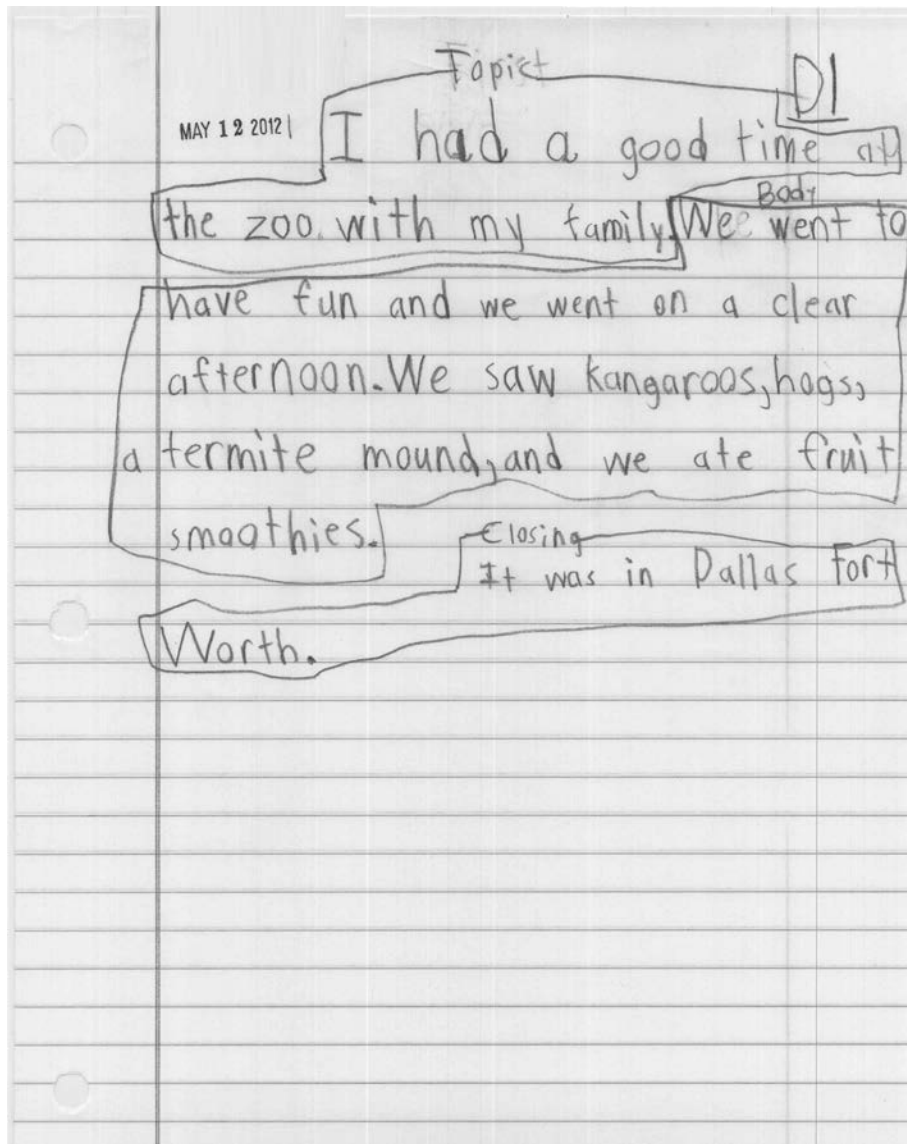 Topict
D1
MAY 12 2012
I had a good time at
the zoo. with my family.
Body
Wee went to
have fun and we went on a clear
afternoon. We saw kangaroos, hogs,
a termite mound, and we ate fruit
smoothies.
Closing
It was in Dallas Fort
Worth.